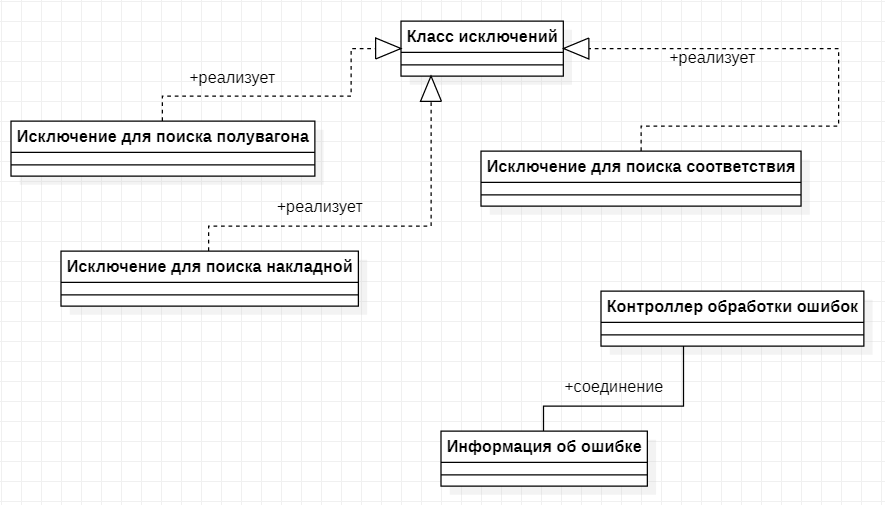 Класс исключений
+реализует
+реализует
Исключение для поиска полувагона
Исключение для поиска соответствия
+реализует
Исключение для поиска накладной
Контроллер обработки ошибок
+соединение
Информация об ошибке